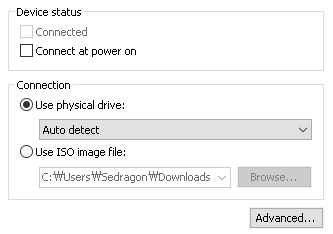 Device status
Connected
Connect at power on
Connection
Use physical drive:
Auto detect
Use ISO image file:
C:₩Users₩Sedragon₩Downloads
Browse...
Advanced...